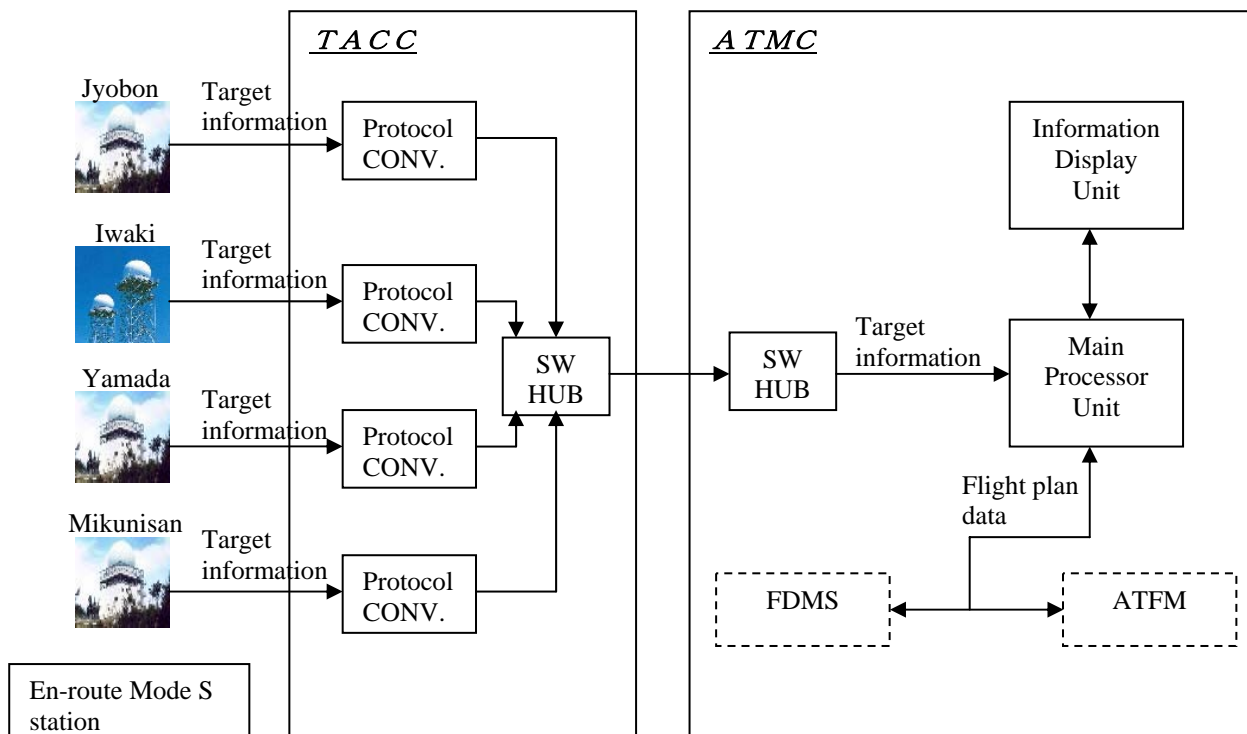 TACC
ATMC
Jyobon
Target
information
Protocol
CONV.
Information
Display
Unit
Iwaki
Target
information
Protocol
CONV.
SW
HUB
SW
HUB
Target
information
Main
Processor
Unit
Yamada
Target
information
Protocol
CONV.
Flight plan
data
Mikunisan
Target
information
Protocol
CONV.
FDMS
ATFM
En-route Mode S
station